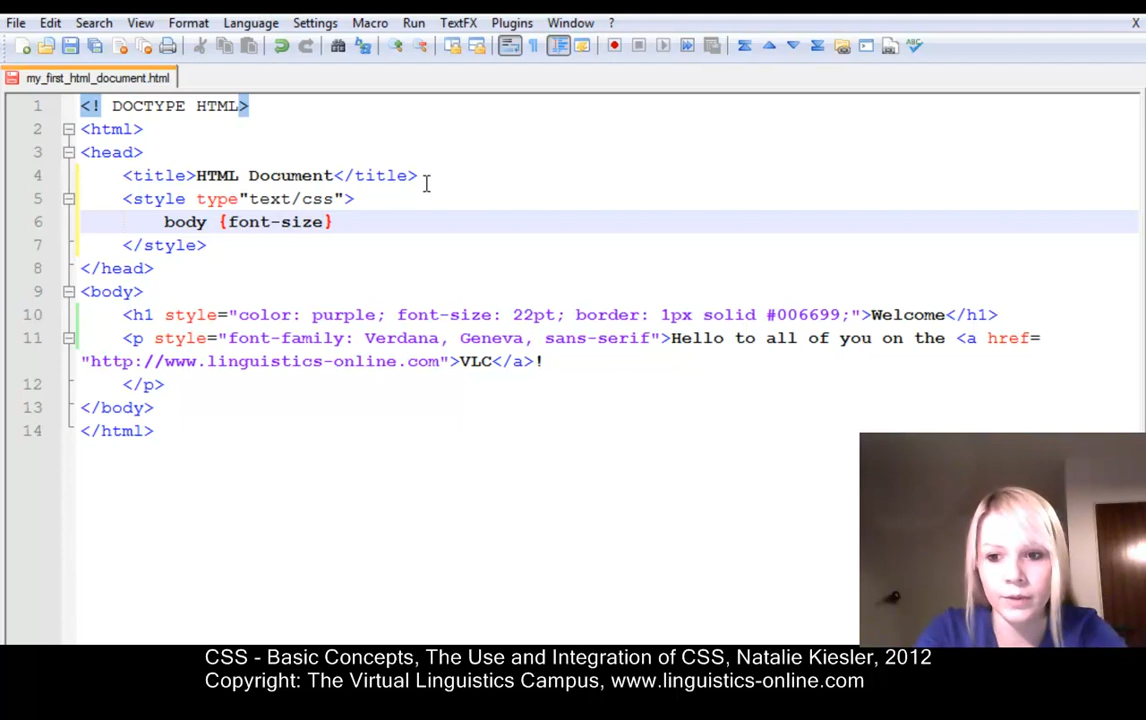 File Edit Search View Format Language Settings Macro Run TextFX Plugins Window ? X
my_first_html_document.html
1 <! DOCTYPE HTML>
2 <html>
3 <head>
4 <title>HTML Document</title>
5 <style type"text/css">
6 body {font-size}
7 </style>
8 </head>
9 <body>
10 <h1 style="color: purple; font-size: 22pt; border: 1px solid #006699;">Welcome</h1>
11 <p style="font-family: Verdana, Geneva, sans-serif">Hello to all of you on the <a href=
"http://www.linguistics-online.com">VLC</a>!
12 </p>
13 </body>
14 </html>
CSS - Basic Concepts, The Use and Integration of CSS, Natalie Kiesler, 2012
Copyright: The Virtual Linguistics Campus, www.linguistics-online.com